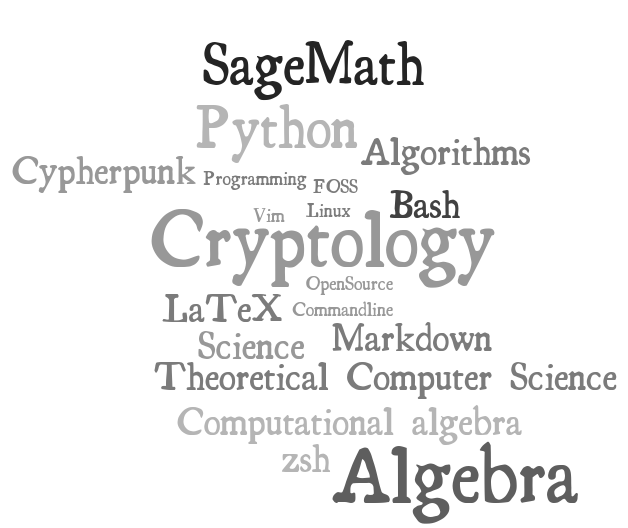 SageMath
Python
Algorithms
Cypherpunk
Programming
FOSS
Bash
Vim
Linux
Cryptology
OpenSource
LaTeX
Commandline
Science
Markdown
Theoretical Computer Science
Computational algebra
zsh
Algebra